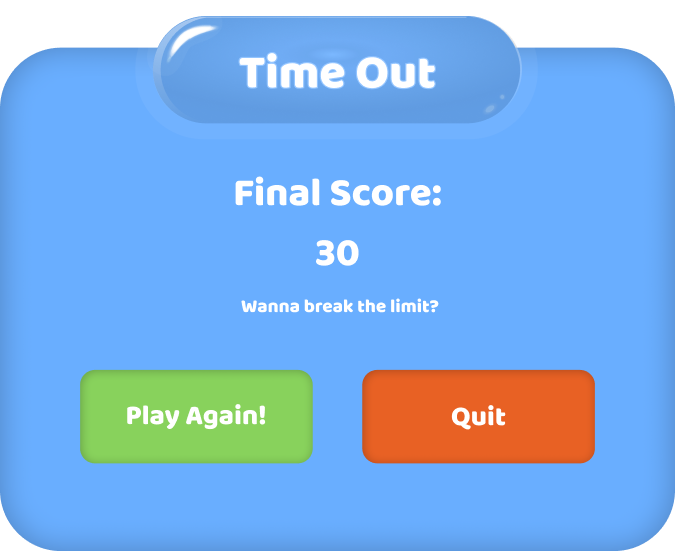 Time Out
Final Score:
30
Wanna break the limit?
Play Again!
Quit